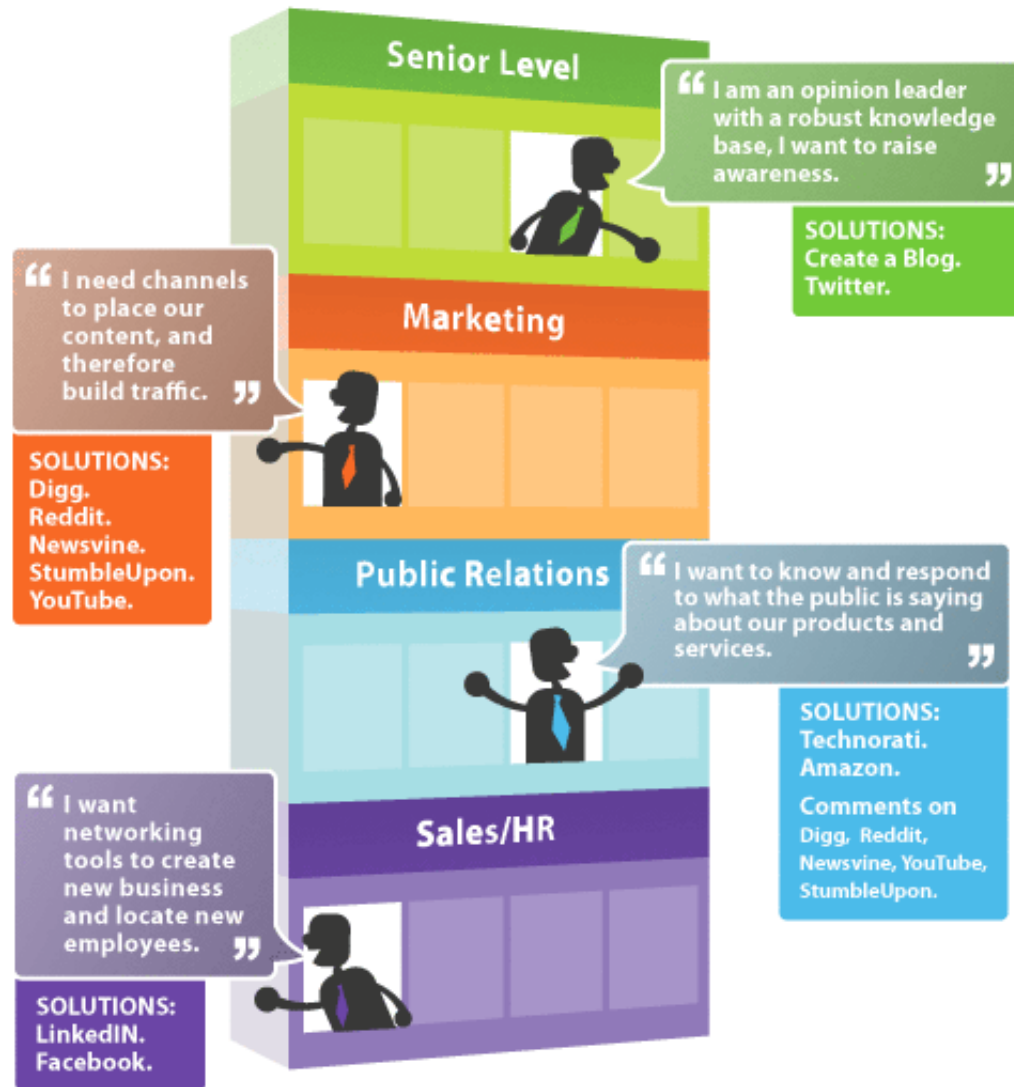 Senior Level
“ I am an opinion leader
with a robust knowledge
base, I want to raise
awareness. ”
SOLUTIONS:
Create a Blog.
Twitter.
“ I need channels
to place our
content, and
therefore
build traffic. ”
SOLUTIONS:
Digg.
Reddit.
Newsvine.
StumbleUpon.
YouTube.
Marketing
Public Relations
“ I want to know and respond
to what the public is saying
about our products and
services. ”
SOLUTIONS:
Technorati.
Amazon.
Comments on
Digg, Reddit,
Newsvine, YouTube,
StumbleUpon.
Sales/HR
“ I want
networking
tools to create
new business
and locate new
employees. ”
SOLUTIONS:
LinkedIN.
Facebook.